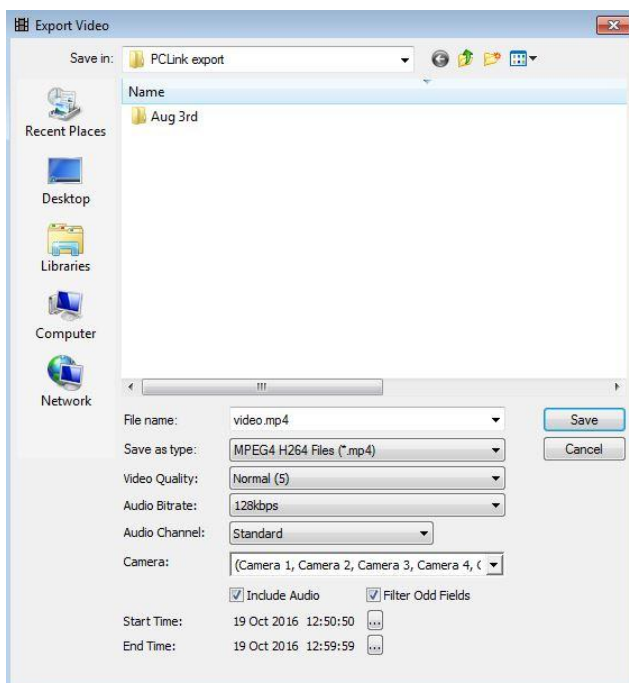 Export Video
Save in: PCLink export
Name
Aug 3rd
Recent Places
Desktop
Libraries
Computer
Network
File name: video.mp4 Save
Save as type: MPEG4 H264 Files (*.mp4) Cancel
Video Quality: Normal (5)
Audio Bitrate: 128kbps
Audio Channel: Standard
Camera: (Camera 1, Camera 2, Camera 3, Camera 4, (
Include Audio Filter Odd Fields
Start Time: 19 Oct 2016 12:50:50 ...
End Time: 19 Oct 2016 12:59:59 ...